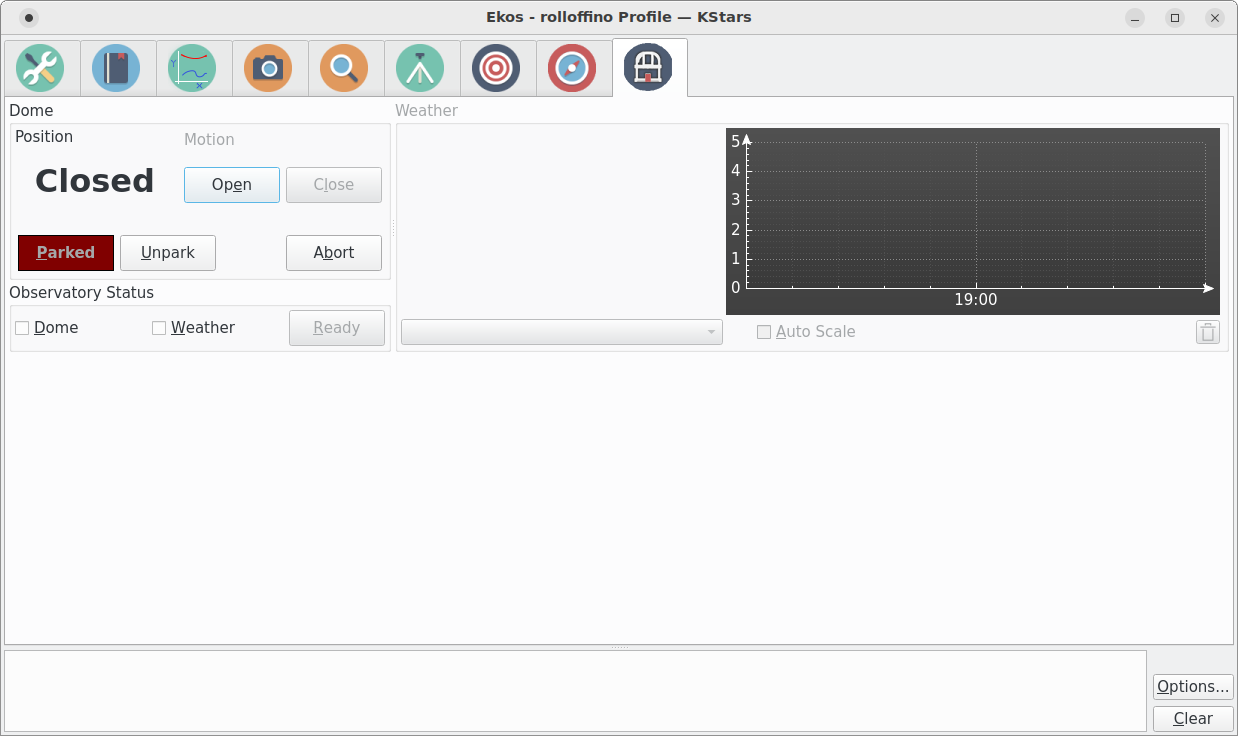 Ekos - rolloffino Profile — KStars
Y
X
Dome
Weather
Position
Motion
Closed
Open
Close
Parked
Unpark
Abort
5
4
3
2
1
0
19:00
Observatory Status
Dome
Weather
Ready
Auto Scale
Options...
Clear